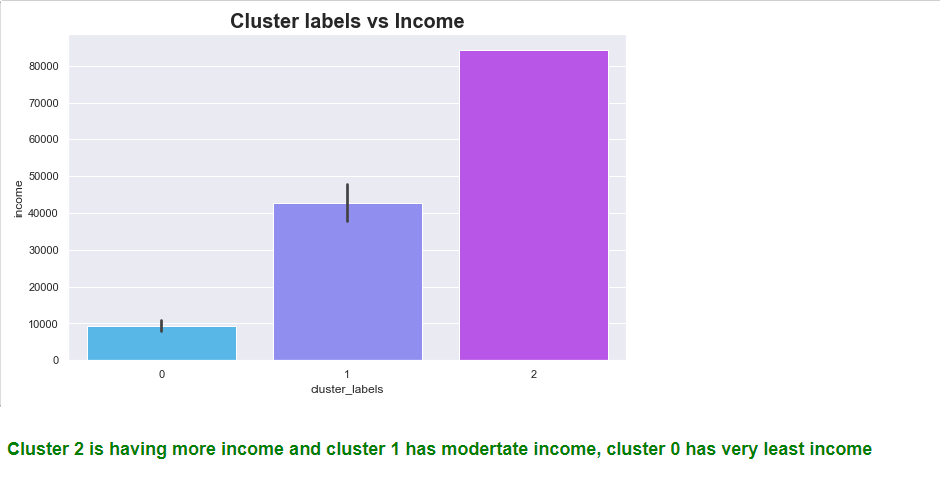 Cluster labels vs Income
80000
70000
60000
50000
40000
30000
20000
10000
0
income
0 1 2
cluster_labels
Cluster 2 is having more income and cluster 1 has modertate income, cluster 0 has very least income